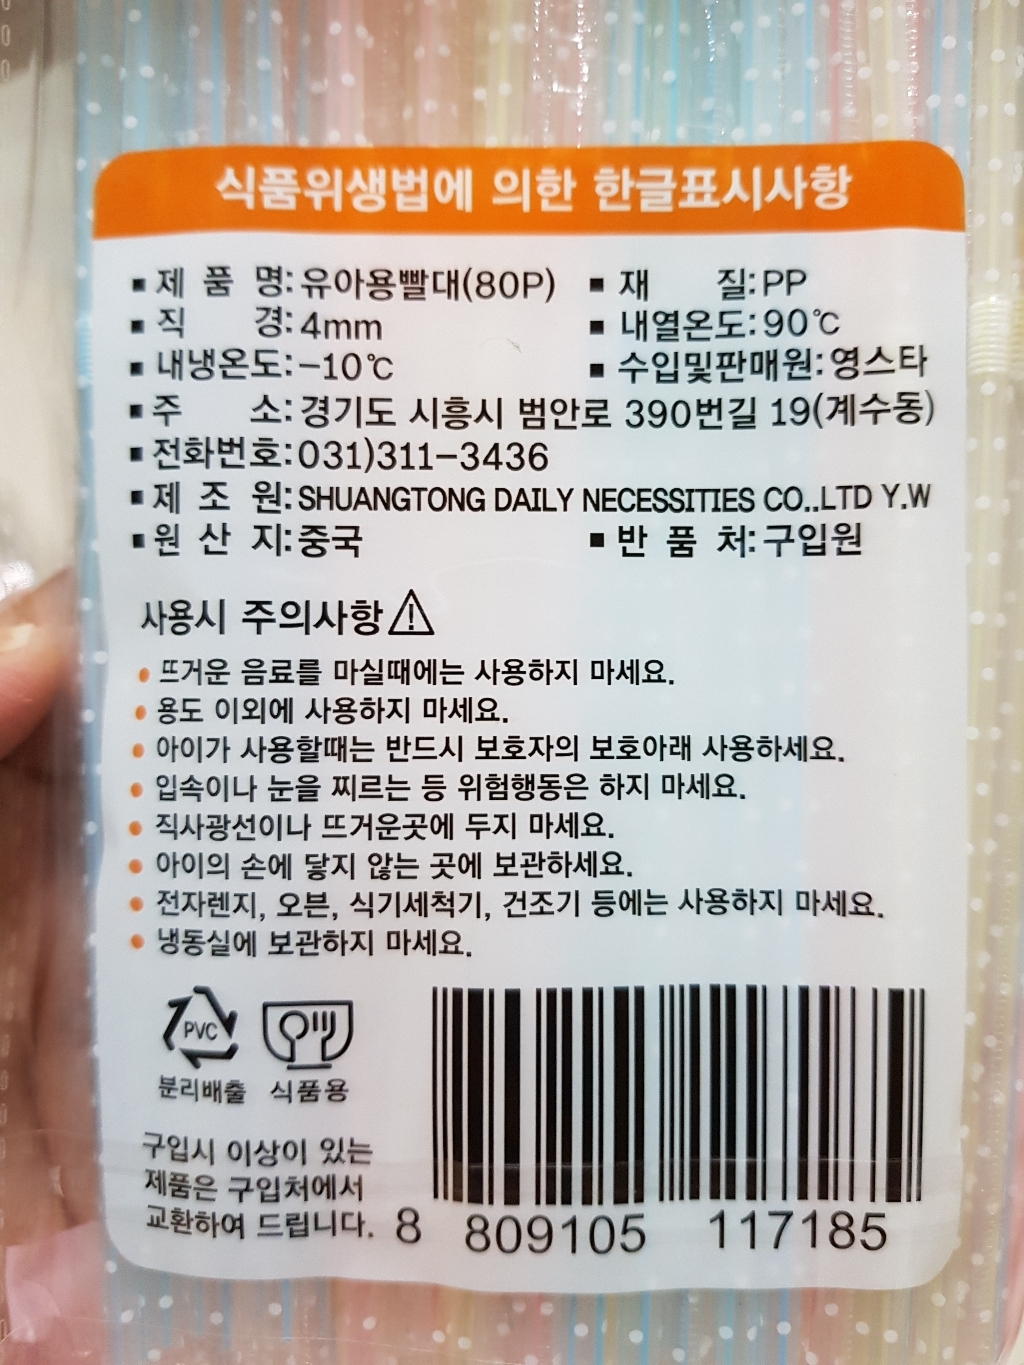 식품위생법에 의한 한글표시사항
■ 제 품 명: 유아용빨대(80P) ■ 재 질: PP
■ 직 경: 4mm ■ 내열온도: 90℃
■ 내냉온도: -10℃ ■ 수입및판매원: 영스타
■ 주 소: 경기도 시흥시 범안로 390번길 19(계수동)
■ 전화번호: 031)311-3436
■ 제 조 원: SHUANGTONG DAILY NECESSITIES CO..LTD Y.W
■ 원 산 지: 중국 ■ 반 품 처: 구입원
사용시 주의사항⚠
● 뜨거운 음료를 마실때에는 사용하지 마세요.
● 용도 이외에 사용하지 마세요.
● 아이가 사용할때는 반드시 보호자의 보호아래 사용하세요.
● 입속이나 눈을 찌르는 등 위험행동은 하지 마세요.
● 직사광선이나 뜨거운곳에 두지 마세요.
● 아이의 손에 닿지 않는 곳에 보관하세요.
● 전자렌지, 오븐, 식기세척기, 건조기 등에는 사용하지 마세요.
● 냉동실에 보관하지 마세요.
PVC
분리배출 식품용
구입시 이상이 있는
제품은 구입처에서
교환하여 드립니다.
8 809105 117185